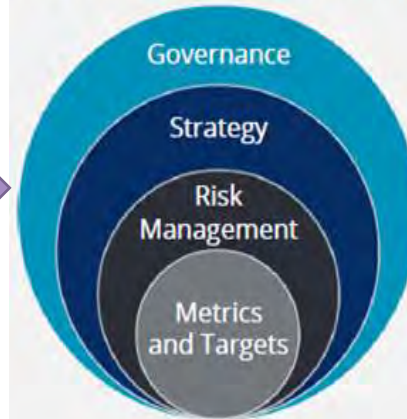 Governance
Strategy
Risk
Management
Metrics
and Targets